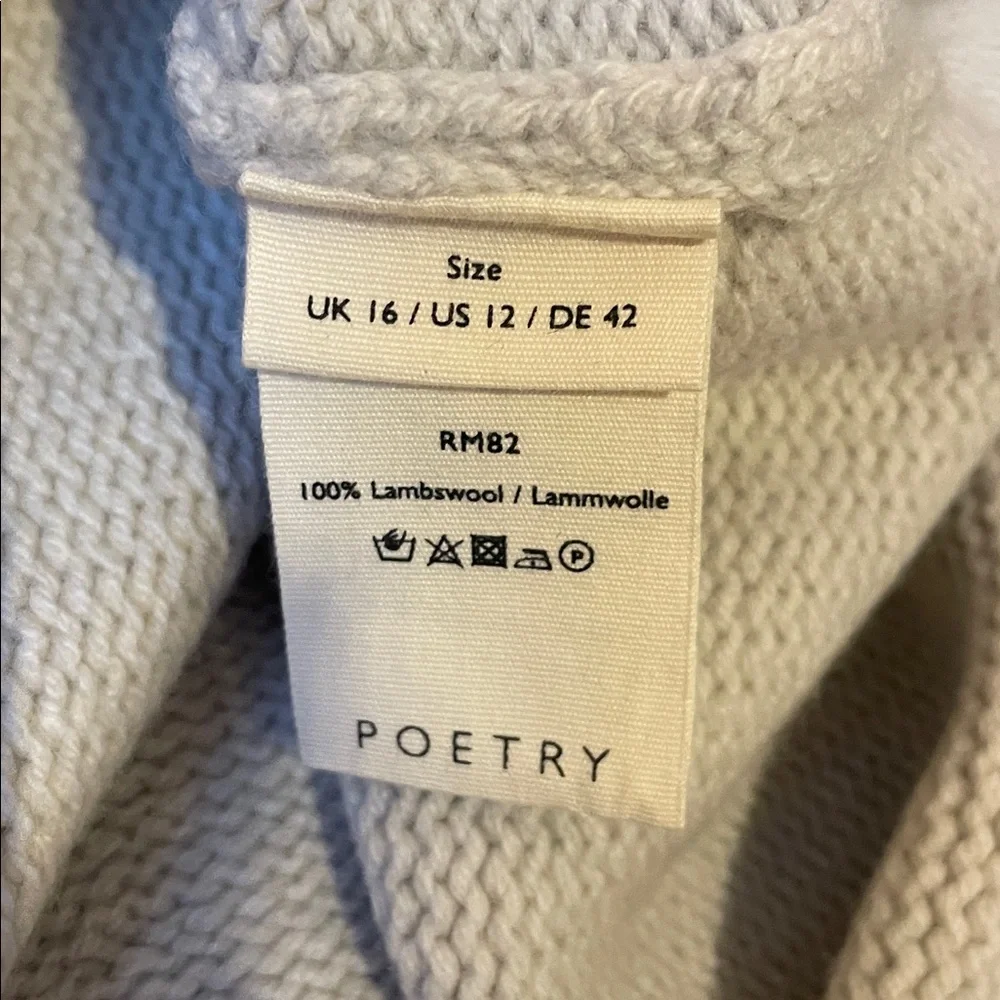 Size
UK 16 / US 12 / DE 42
RM82
100% Lambswool / Lammwolle
P
POETRY